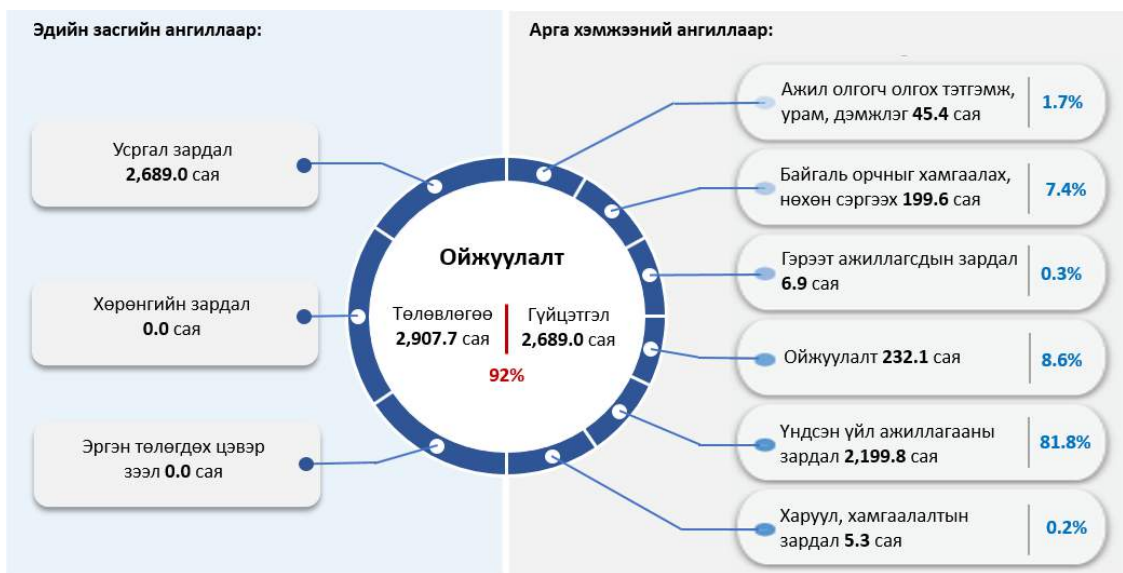 Эдийн засгийн ангиллаар:
Усргал зардал
2,689.0 сая
Хөрөнгийн зардал
0.0 сая
Эргэн төлөгдөх цэвэр
зээл 0.0 сая
Ойжуулалт
Төлөвлөгөө
2,907.7 сая
Гүйцэтгэл
2,689.0 сая
92%
Арга хэмжээний ангиллаар:
Ажил олгогч олгох тэтгэмж,
урам, дэмжлэг 45.4 сая
1.7%
Байгаль орчныг хамгаалах,
нөхөн сэргээх 199.6 сая
7.4%
Гэрээт ажиллагсдын зардал
6.9 сая
0.3%
Ойжуулалт 232.1 сая
8.6%
Үндсэн үйл ажиллагааны
зардал 2,199.8 сая
81.8%
Харуул, хамгаалалтын
зардал 5.3 сая
0.2%